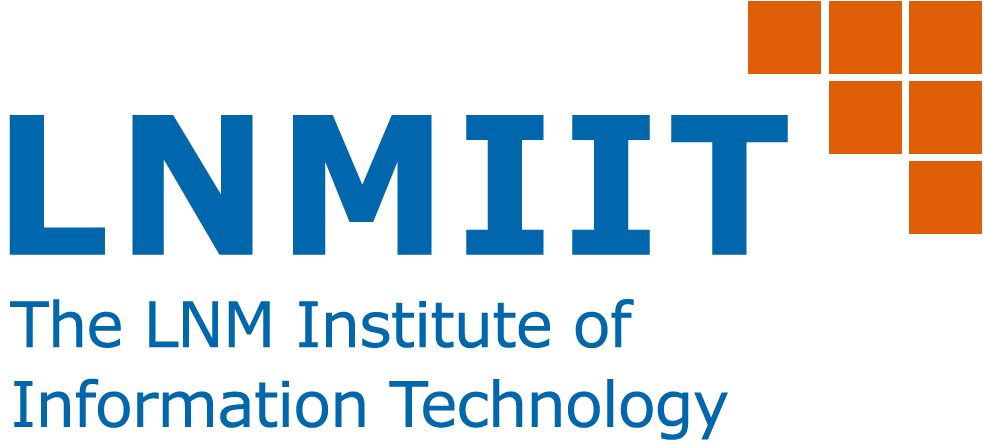 LNMIIT
The LNM Institute of
Information Technology